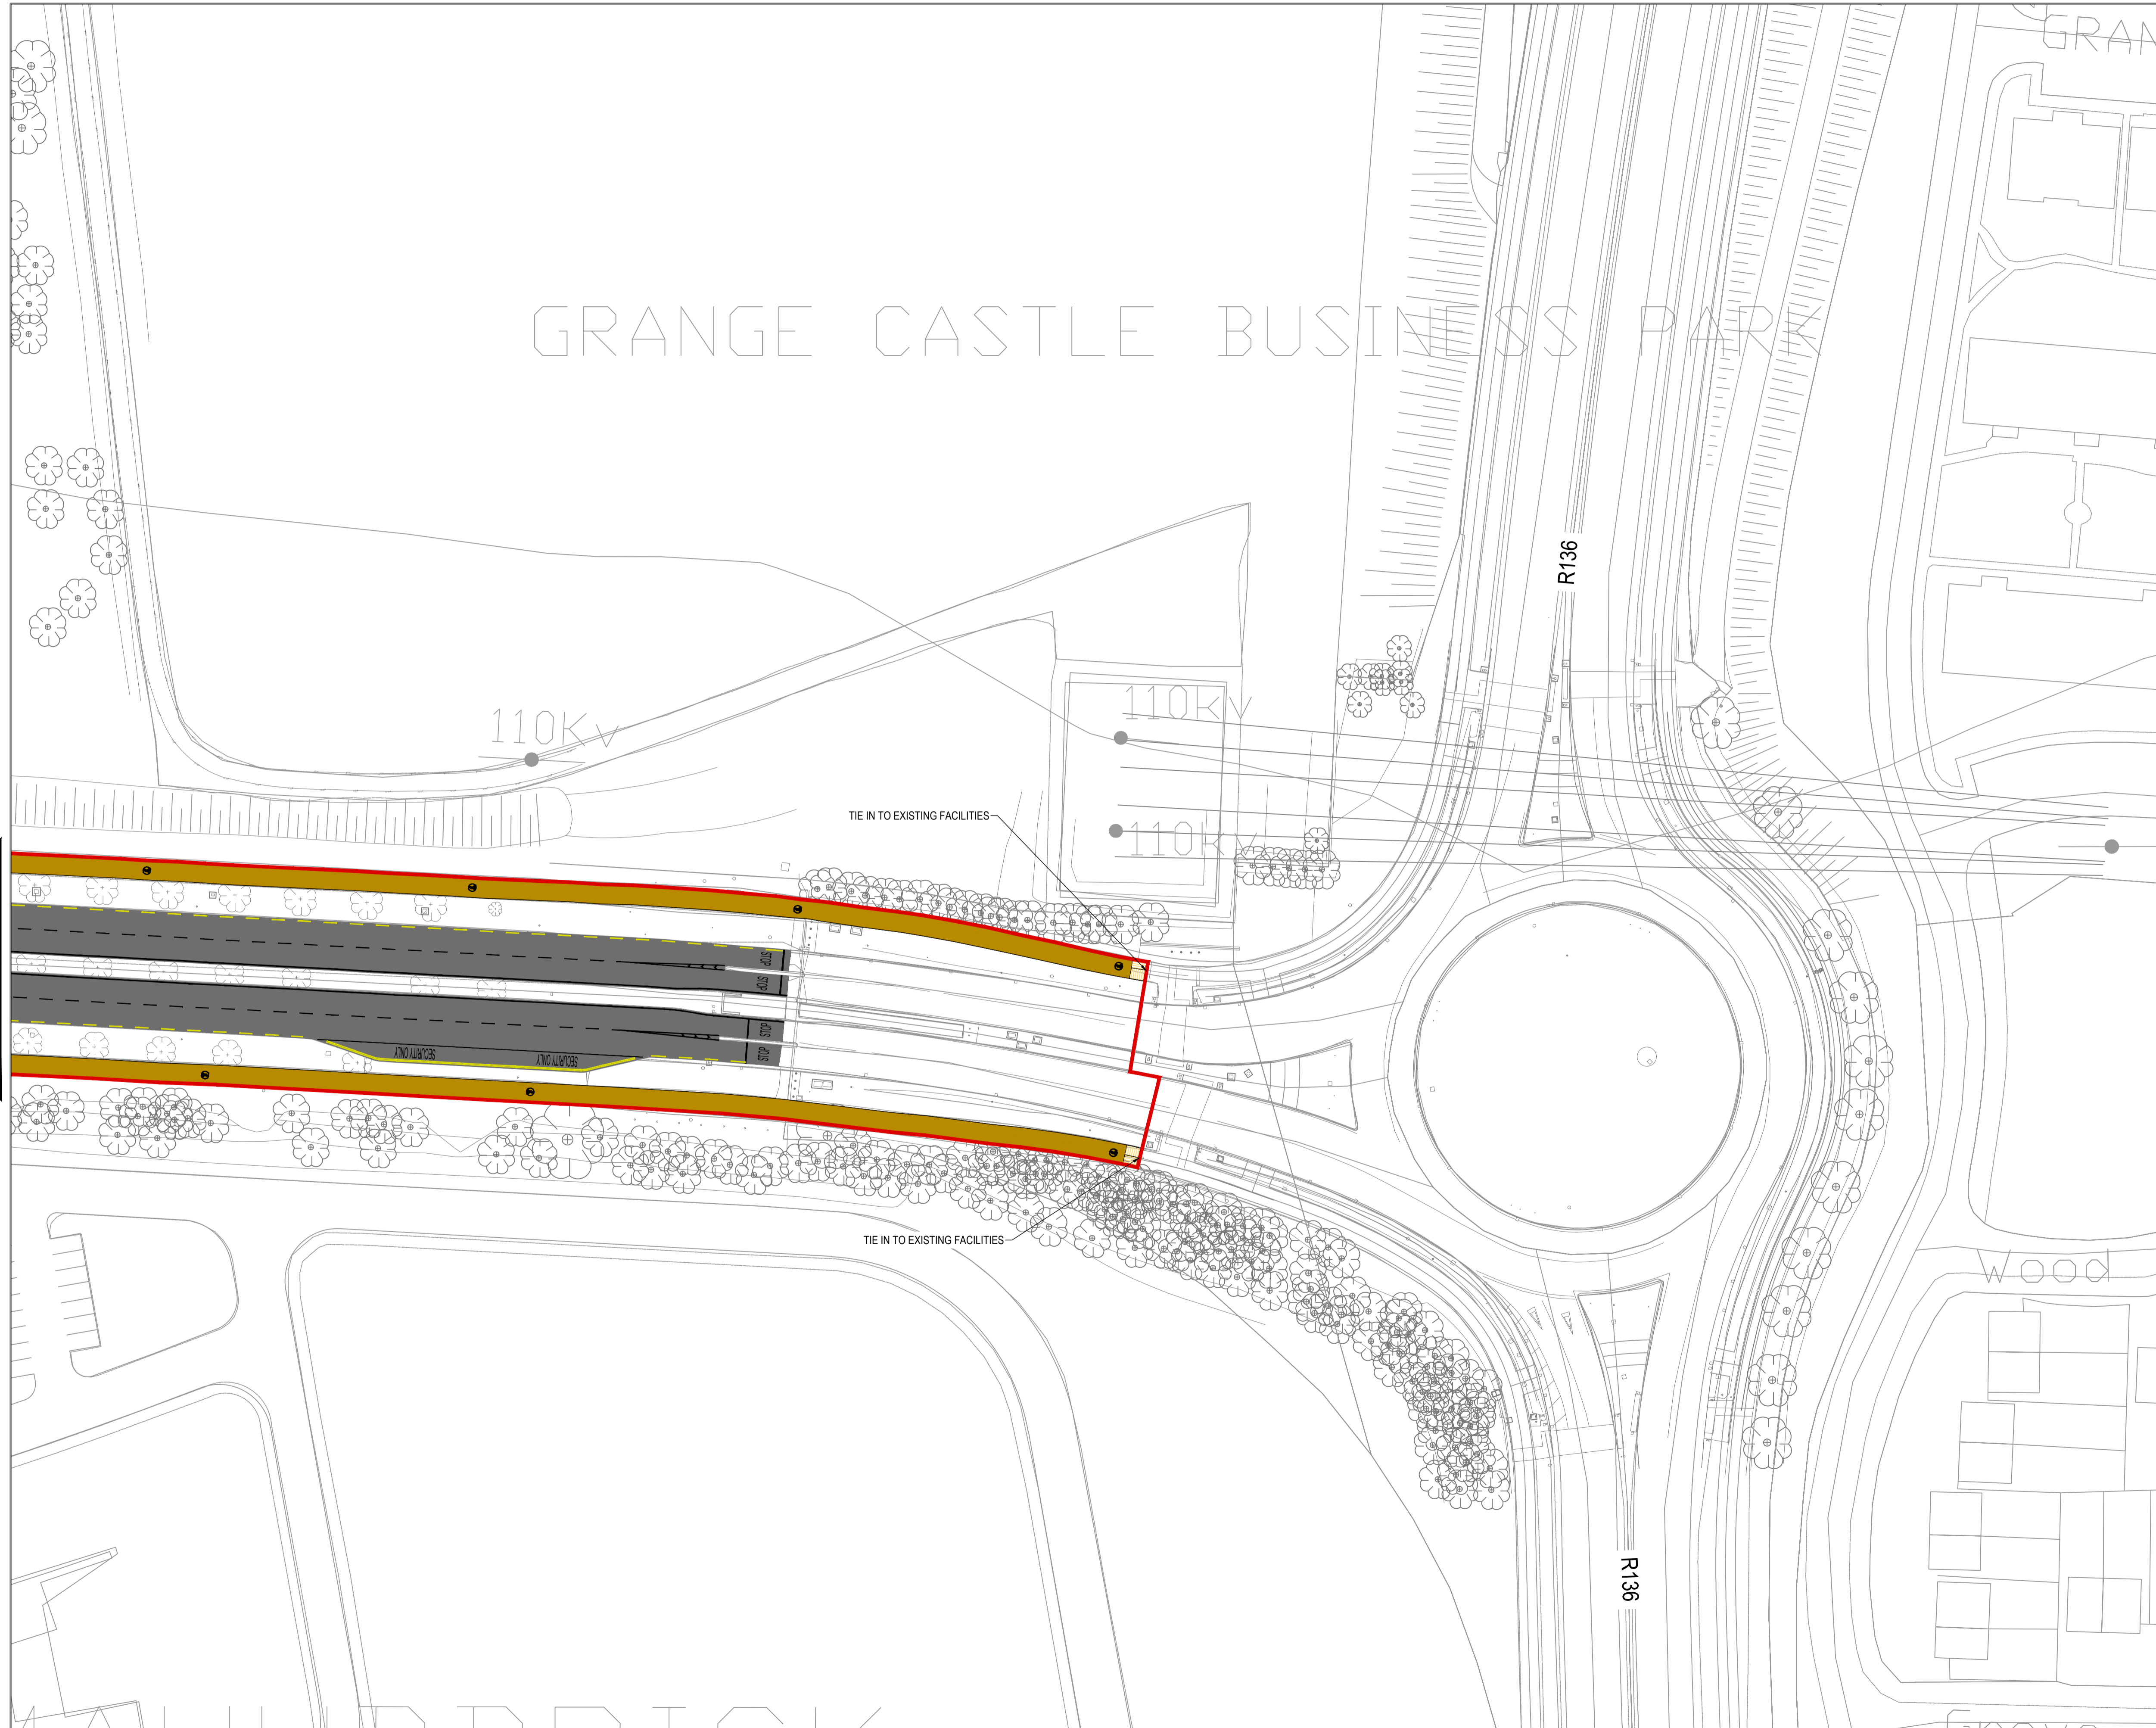 GRANGE CASTLE BUSINESS PARK
R136
110Kv
110Kv
110Kv
TIE IN TO EXISTING FACILITIES
STOP
STOP
STOP
STOP
SECURITY ONLY
SECURITY ONLY
TIE IN TO EXISTING FACILITIES
WOOD
R136